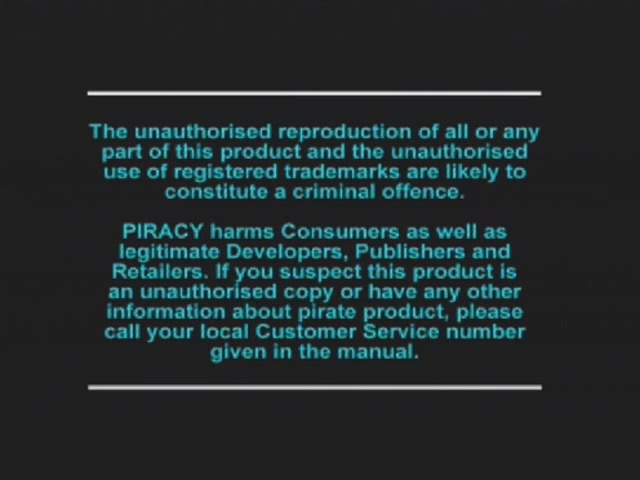 The unauthorised reproduction of all or any
part of this product and the unauthorised
use of registered trademarks are likely to
constitute a criminal offence.
PIRACY harms Consumers as well as
legitimate Developers, Publishers and
Retailers. If you suspect this product is
an unauthorised copy or have any other
information about pirate product, please
call your local Customer Service number
given in the manual.